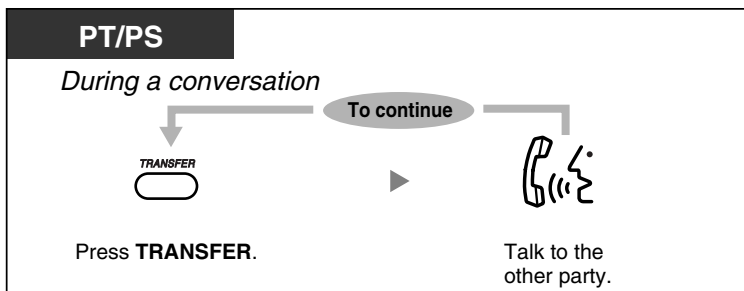 PT/PS
During a conversation
To continue
TRANSFER
Press TRANSFER.
Talk to the
other party.